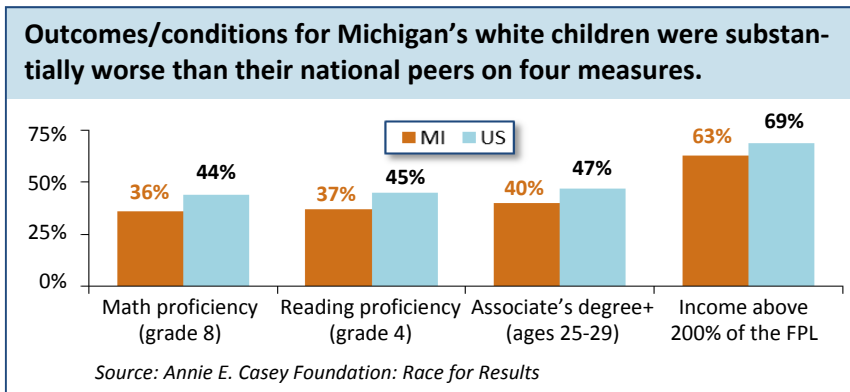 Outcomes/conditions for Michigan's white children were substan-
tially worse than their national peers on four measures.
75%
50%
25%
0%
MI US
36% 44% 37% 45% 40% 47% 63% 69%
Math proficiency
(grade 8)
Reading proficiency
(grade 4)
Associate's degree+
(ages 25-29)
Income above
200% of the FPL
Source: Annie E. Casey Foundation: Race for Results